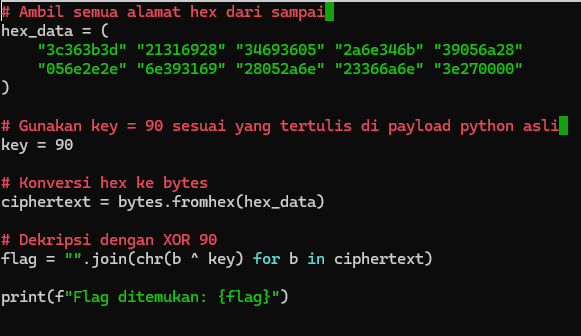 # Ambil semua alamat hex dari sampai
hex_data = (
    "3c363b3d" "21316928" "34693605" "2a6e346b" "39056a28"
    "056e2e2e" "6e393169" "28052a6e" "23366a6e" "3e270000"
)
# Gunakan key = 90 sesuai yang tertulis di payload python asli
key = 90
# Konversi hex ke bytes
ciphertext = bytes.fromhex(hex_data)
# Dekripsi dengan XOR 90
flag = "".join(chr(b ^ key) for b in ciphertext)
print(f"Flag ditemukan: {flag}")